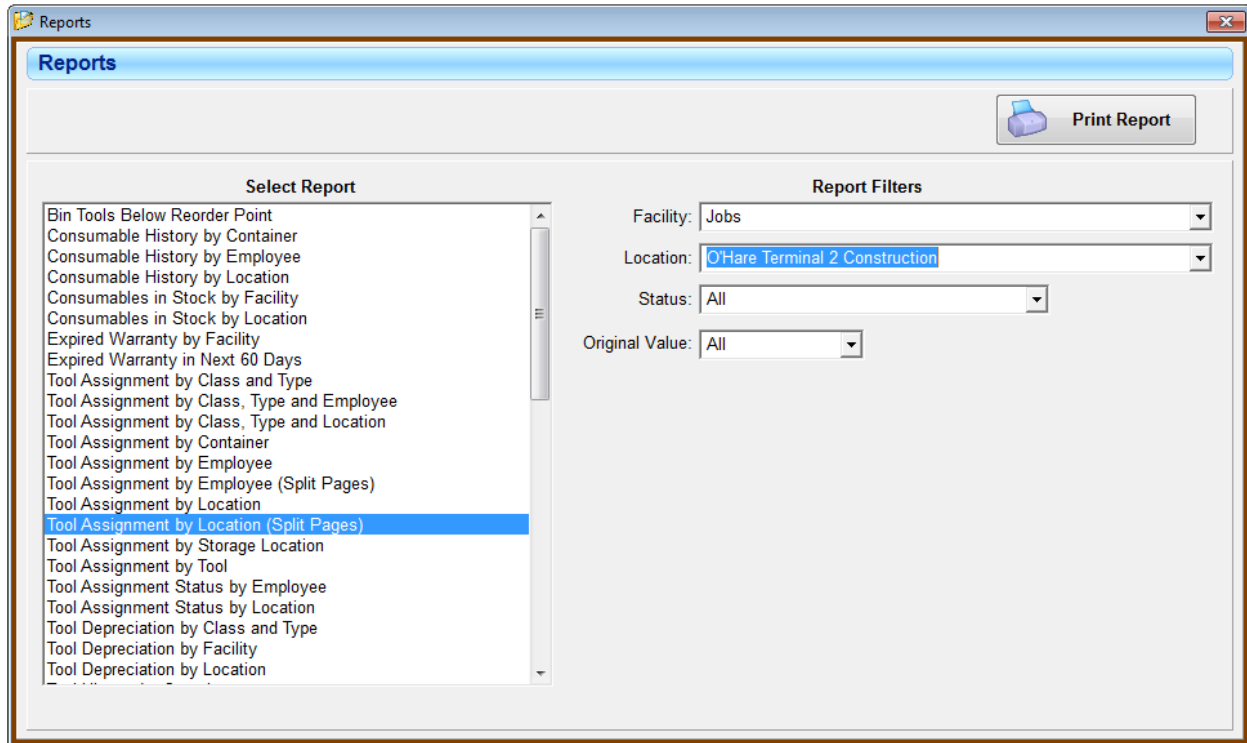 Reports
Reports
Print Report
Select Report
Bin Tools Below Reorder Point
Consumable History by Container
Consumable History by Employee
Consumable History by Location
Consumables in Stock by Facility
Consumables in Stock by Location
Expired Warranty by Facility
Expired Warranty in Next 60 Days
Tool Assignment by Class and Type
Tool Assignment by Class, Type and Employee
Tool Assignment by Class, Type and Location
Tool Assignment by Container
Tool Assignment by Employee
Tool Assignment by Employee (Split Pages)
Tool Assignment by Location
Tool Assignment by Location (Split Pages)
Tool Assignment by Storage Location
Tool Assignment by Tool
Tool Assignment Status by Employee
Tool Assignment Status by Location
Tool Depreciation by Class and Type
Tool Depreciation by Facility
Tool Depreciation by Location
Report Filters
Facility: Jobs
Location: O'Hare Terminal 2 Construction
Status: All
Original Value: All